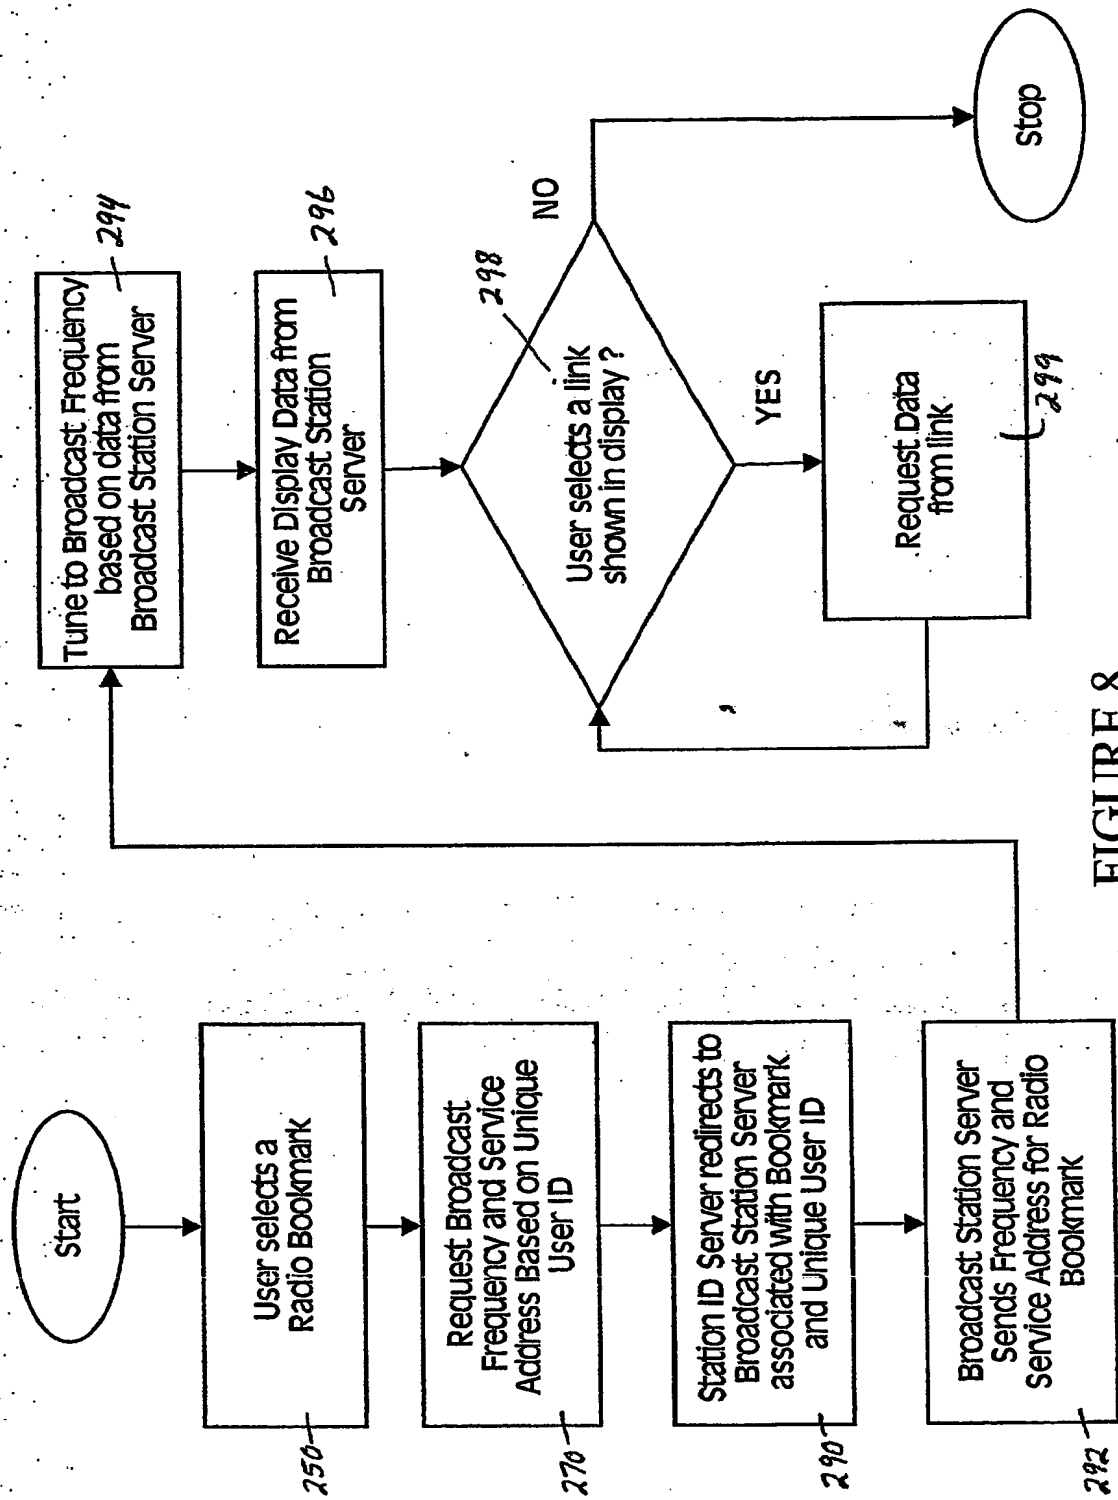 Start
User selects a
Radio Bookmark
250
Request Broadcast
Frequency and Service
Address Based on Unique
User ID
270
Station ID Server redirects to
Broadcast Station Server
associated with Bookmark
and Unique User ID
290
Broadcast Station Server
Sends Frequency and
Service Address for Radio
Bookmark
292
Tune to Broadcast Frequency
based on data from
Broadcast Station Server
294
Receive Display Data from
Broadcast Station
Server
296
User selects a link
shown in display ?
298
NO
YES
Request Data
from link
299
Stop
FIGURE 8